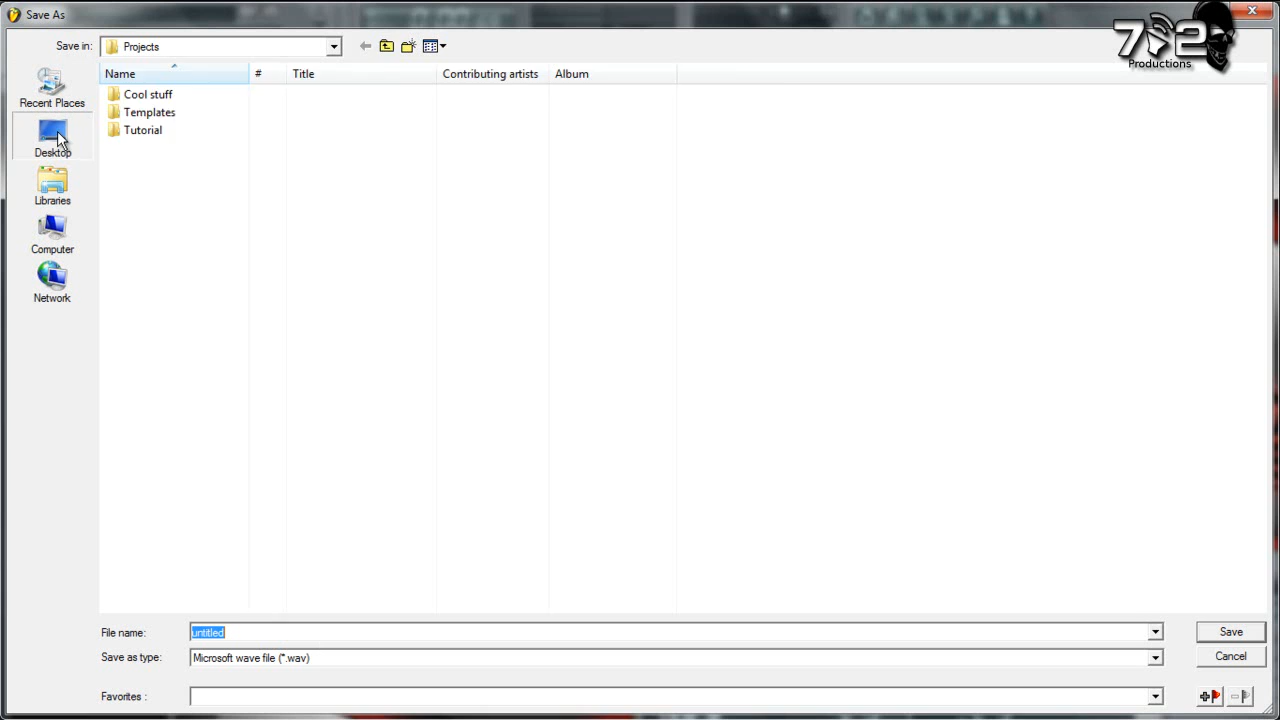 Save As
702
Productions
Save in:
Projects
Recent Places
Desktop
Libraries
Computer
Network
Name
#
Title
Contributing artists
Album
Cool stuff
Templates
Tutorial
File name:
untitled
Save
Save as type:
Microsoft wave file (*.wav)
Cancel
Favorites :